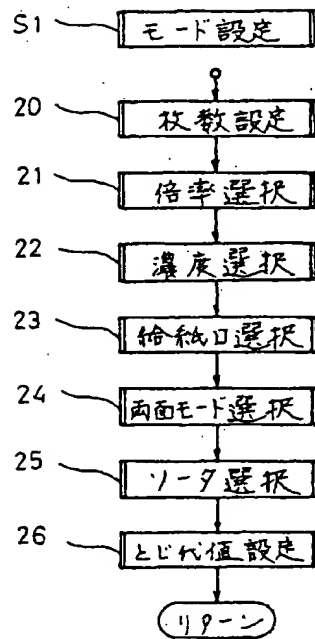 S1 モード設定
20 枚数設定
21 倍率選択
22 濃度選択
23 給紙口選択
24 両面モード選択
25 ソータ選択
26 とじ代値設定
リターン